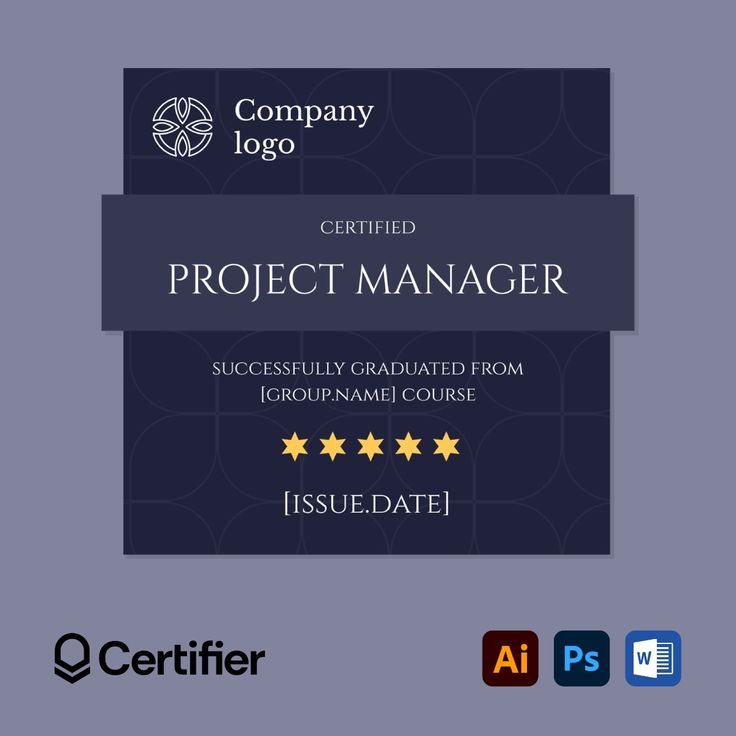 Company
logo
CERTIFIED
PROJECT MANAGER
SUCCESSFULLY GRADUATED FROM
[GROUP.NAME] COURSE
[ISSUE.DATE]
Certifier
Ai Ps W